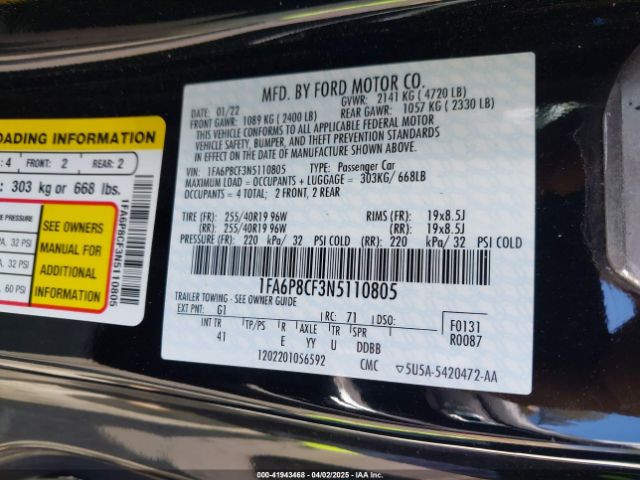 MFD. BY FORD MOTOR CO.
DATE: 01/22 GVWR: 2141 KG ( 4720 LB)
FRONT GAWR: 1089 KG ( 2400 LB) REAR GAWR: 1057 KG ( 2330 LB)
THIS VEHICLE CONFORMS TO ALL APPLICABLE FEDERAL MOTOR
VEHICLE SAFETY, BUMPER, AND THEFT PREVENTION STANDARDS
IN EFFECT ON THE DATE OF MANUFACTURE SHOWN ABOVE.
VIN: 1FA6P8CF3N5110805 TYPE: Passenger Car
MAXIMUM LOAD = OCCUPANTS + LUGGAGE = 303KG/ 668LB
OCCUPANTS = 4 TOTAL; 2 FRONT, 2 REAR
TIRE (FR): 255/40R19 96W RIMS (FR): 19x8.5J
(RR): 255/40R19 96W (RR): 19x8.5J
PRESSURE (FR): 220 kPa/ 32 PSI COLD (RR): 220 kPa/ 32 PSI COLD
1FA6P8CF3N5110805
TRAILER TOWING - SEE OWNER GUIDE
EXT PNT: G1 RC: 71 DSO: F0131
INT TR TP/PS R AXLE TR SPR R0087
41 E YY U DDBB
1202201056592 CMC 5U5A-5420472-AA
OADING INFORMATION
: 4 FRONT: 2 REAR: 2
: 303 kg or 668 lbs.
PRESSURE
A, 32 PSI
A, 32 PSI
, 60 PSI
SEE OWNERS
MANUAL FOR
ADDITIONAL
INFORMATION
1FA6P8CF3N5110805
000-41943468 04/02/2025 IAA Holdings, LLC